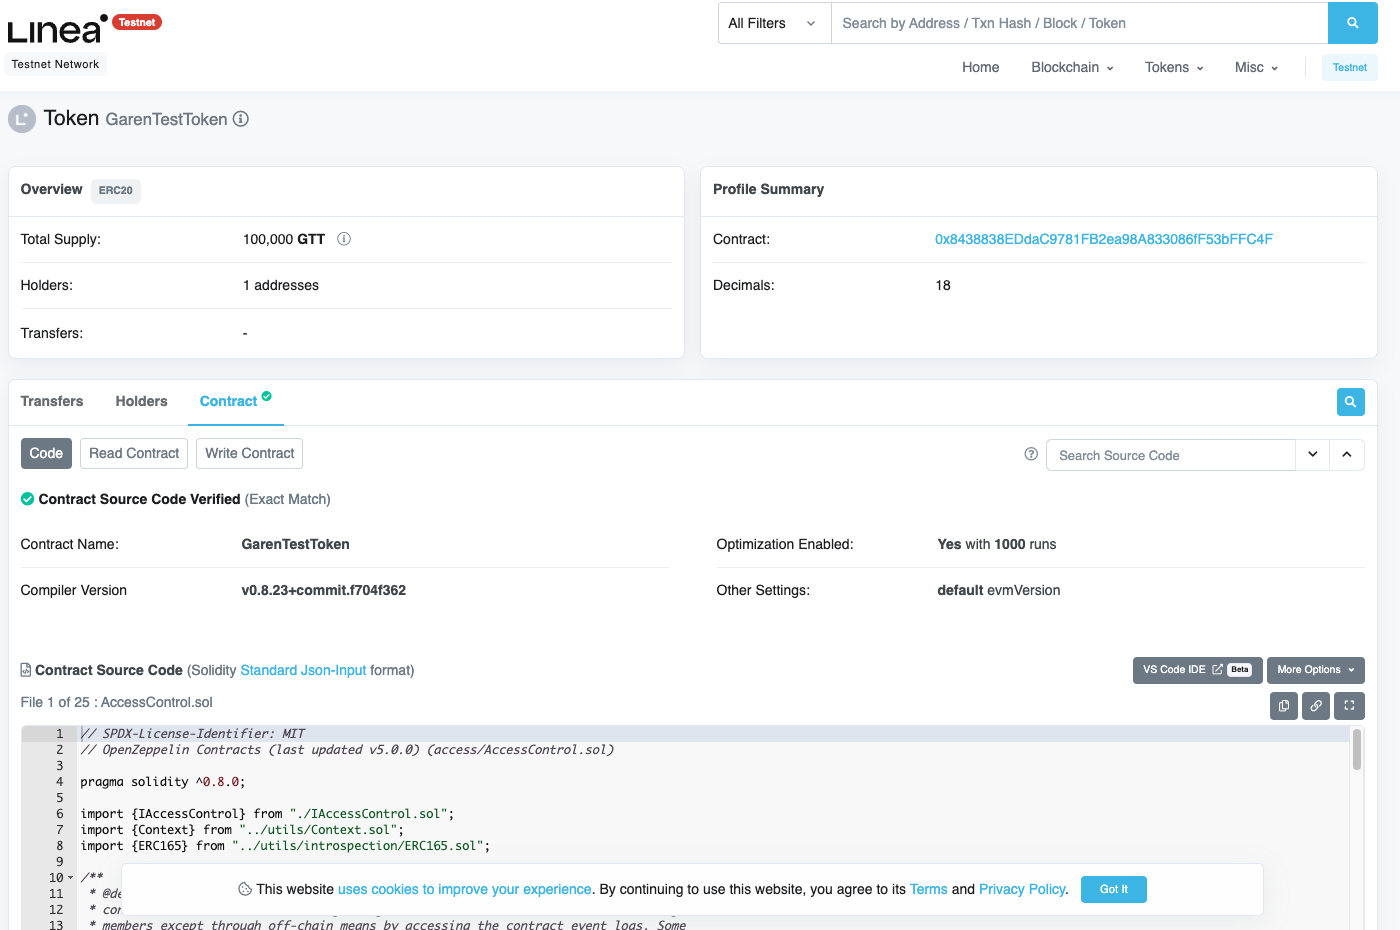 Linea Testnet
Testnet Network
All Filters Search by Address / Txn Hash / Block / Token
Home Blockchain Tokens Misc Testnet
Token GarenTestToken
Overview ERC20
Total Supply: 100,000 GTT
Holders: 1 addresses
Transfers: -
Profile Summary
Contract: 0x8438838EDdaC9781FB2ea98A833086fF53bFFC4F
Decimals: 18
Transfers Holders Contract
Code Read Contract Write Contract Search Source Code
Contract Source Code Verified (Exact Match)
Contract Name: GarenTestToken
Optimization Enabled: Yes with 1000 runs
Compiler Version v0.8.23+commit.f704f362
Other Settings: default evmVersion
Contract Source Code (Solidity Standard Json-Input format)
VS Code IDE Beta More Options
File 1 of 25 : AccessControl.sol
1 // SPDX-License-Identifier: MIT
2 // OpenZeppelin Contracts (last updated v5.0.0) (access/AccessControl.sol)
3
4 pragma solidity ^0.8.0;
5
6 import {IAccessControl} from "./IAccessControl.sol";
7 import {Context} from "../utils/Context.sol";
8 import {ERC165} from "../utils/introspection/ERC165.sol";
9
10 /**
11 * @de
12 * con
13 * members except through off-chain means by accessing the contract event logs. Some
This website uses cookies to improve your experience. By continuing to use this website, you agree to its Terms and Privacy Policy. Got It